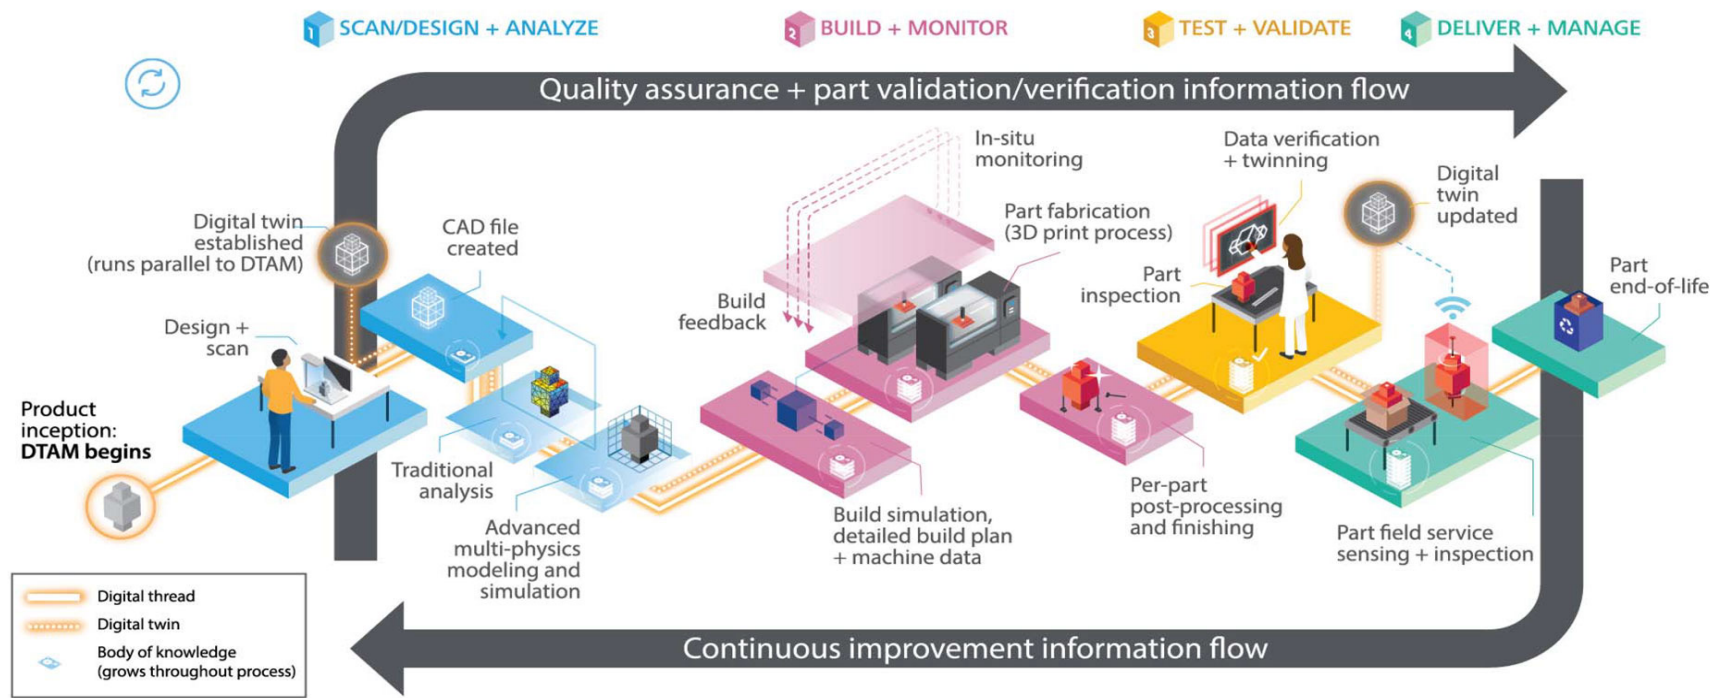 1 SCAN/DESIGN + ANALYZE
2 BUILD + MONITOR
3 TEST + VALIDATE
4 DELIVER + MANAGE
Quality assurance + part validation/verification information flow
Digital twin
established
(runs parallel to DTAM)
CAD file
created
Design +
scan
Product
inception:
DTAM begins
Traditional
analysis
Advanced
multi-physics
modeling and
simulation
In-situ
monitoring
Build
feedback
Part fabrication
(3D print process)
Build simulation,
detailed build plan
+ machine data
Per-part
post-processing
and finishing
Data verification
+ twinning
Part
inspection
Digital
twin
updated
Part field service
sensing + inspection
Part
end-of-life
Digital thread
Digital twin
Body of knowledge
(grows throughout process)
Continuous improvement information flow